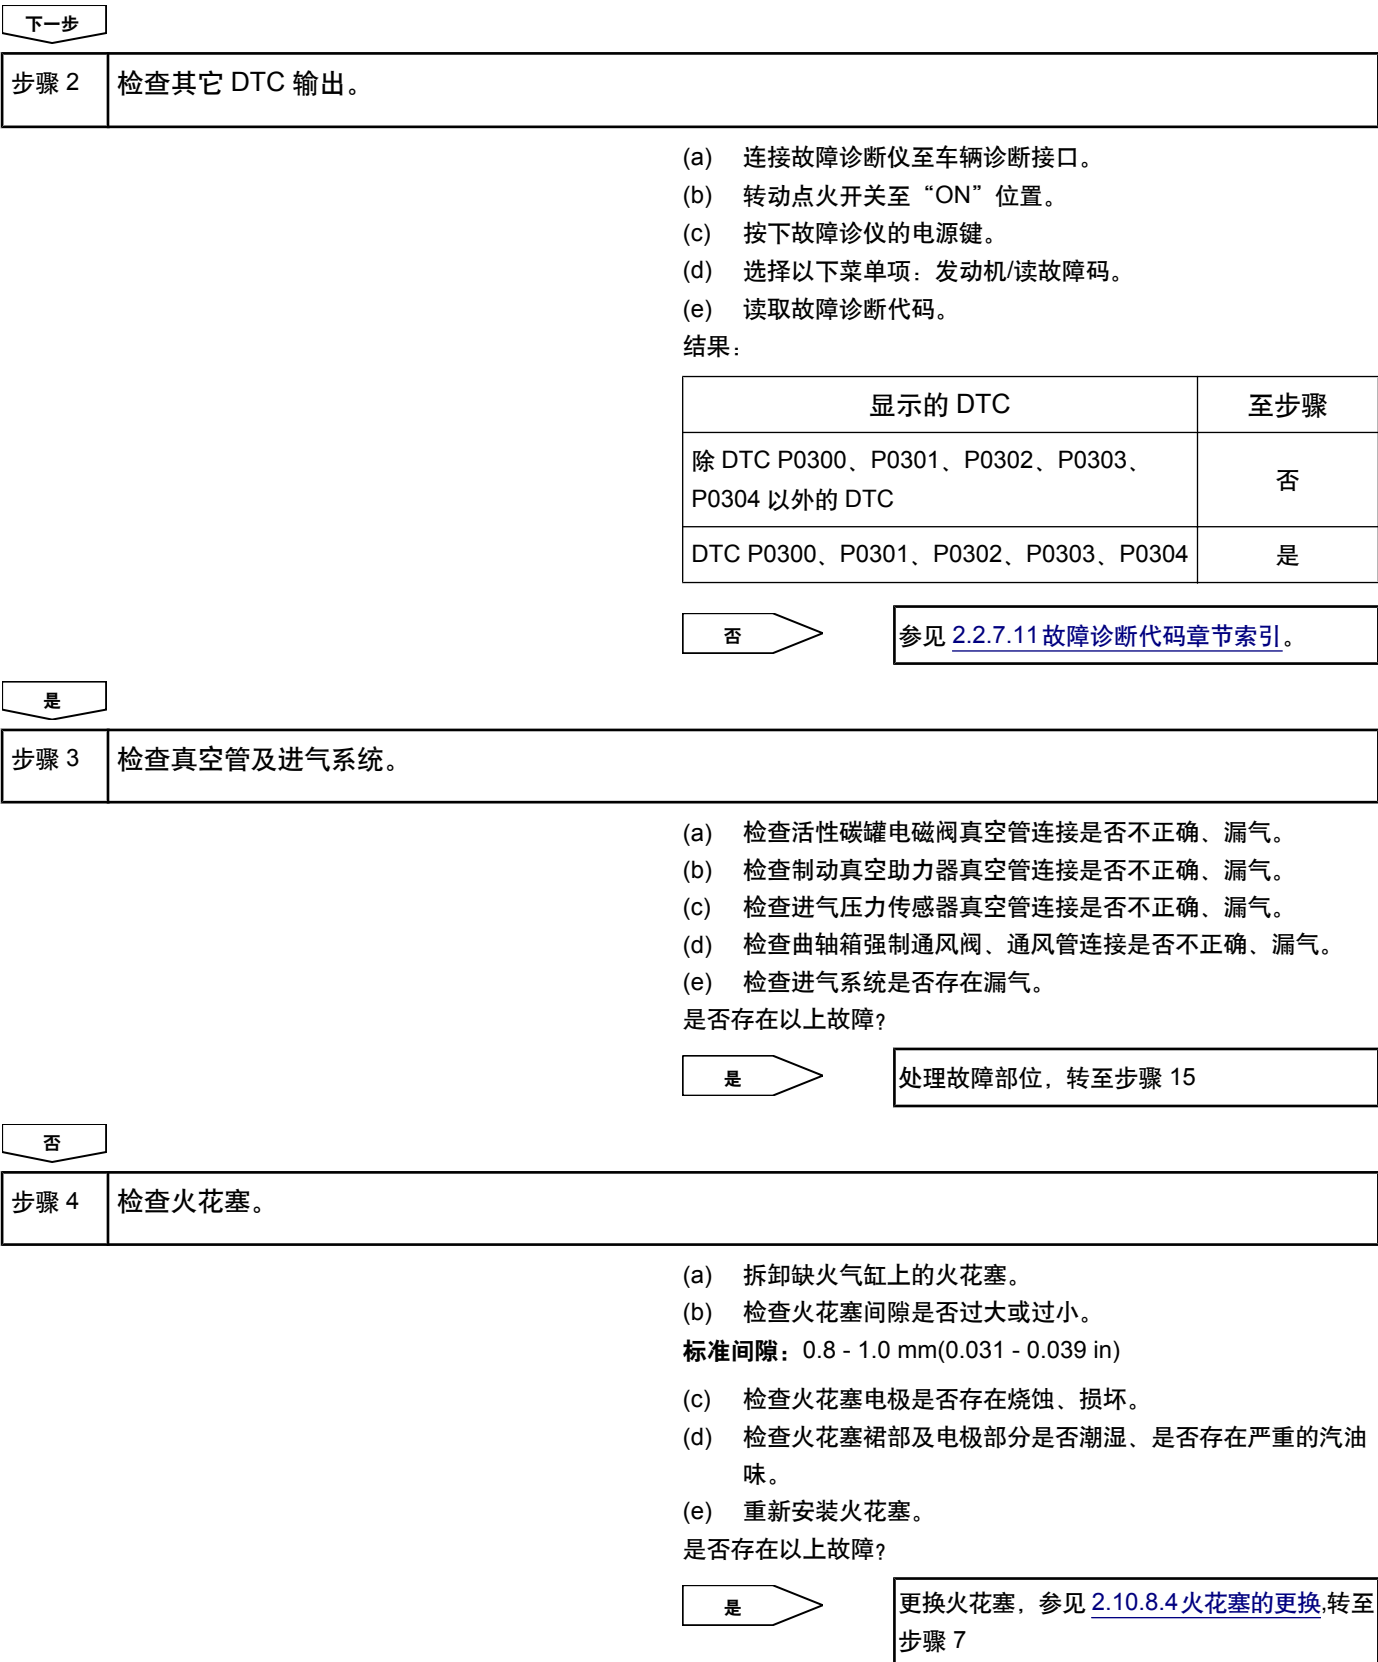 下一步
步骤 2 检查其它 DTC 输出。
(a) 连接故障诊断仪至车辆诊断接口。
(b) 转动点火开关至“ON”位置。
(c) 按下故障诊仪的电源键。
(d) 选择以下菜单项：发动机/读故障码。
(e) 读取故障诊断代码。
结果：
显示的 DTC 至步骤
除 DTC P0300、P0301、P0302、P0303、
P0304 以外的 DTC
否
DTC P0300、P0301、P0302、P0303、P0304 是
否 参见 2.2.7.11故障诊断代码章节索引。
是
步骤 3 检查真空管及进气系统。
(a) 检查活性碳罐电磁阀真空管连接是否不正确、漏气。
(b) 检查制动真空助力器真空管连接是否不正确、漏气。
(c) 检查进气压力传感器真空管连接是否不正确、漏气。
(d) 检查曲轴箱强制通风阀、通风管连接是否不正确、漏气。
(e) 检查进气系统是否存在漏气。
是否存在以上故障？
是 处理故障部位，转至步骤 15
否
步骤 4 检查火花塞。
(a) 拆卸缺火气缸上的火花塞。
(b) 检查火花塞间隙是否过大或过小。
标准间隙：0.8 - 1.0 mm(0.031 - 0.039 in)
(c) 检查火花塞电极是否存在烧蚀、损坏。
(d) 检查火花塞裙部及电极部分是否潮湿、是否存在严重的汽油
味。
(e) 重新安装火花塞。
是否存在以上故障？
是 更换火花塞，参见 2.10.8.4火花塞的更换,转至
步骤 7